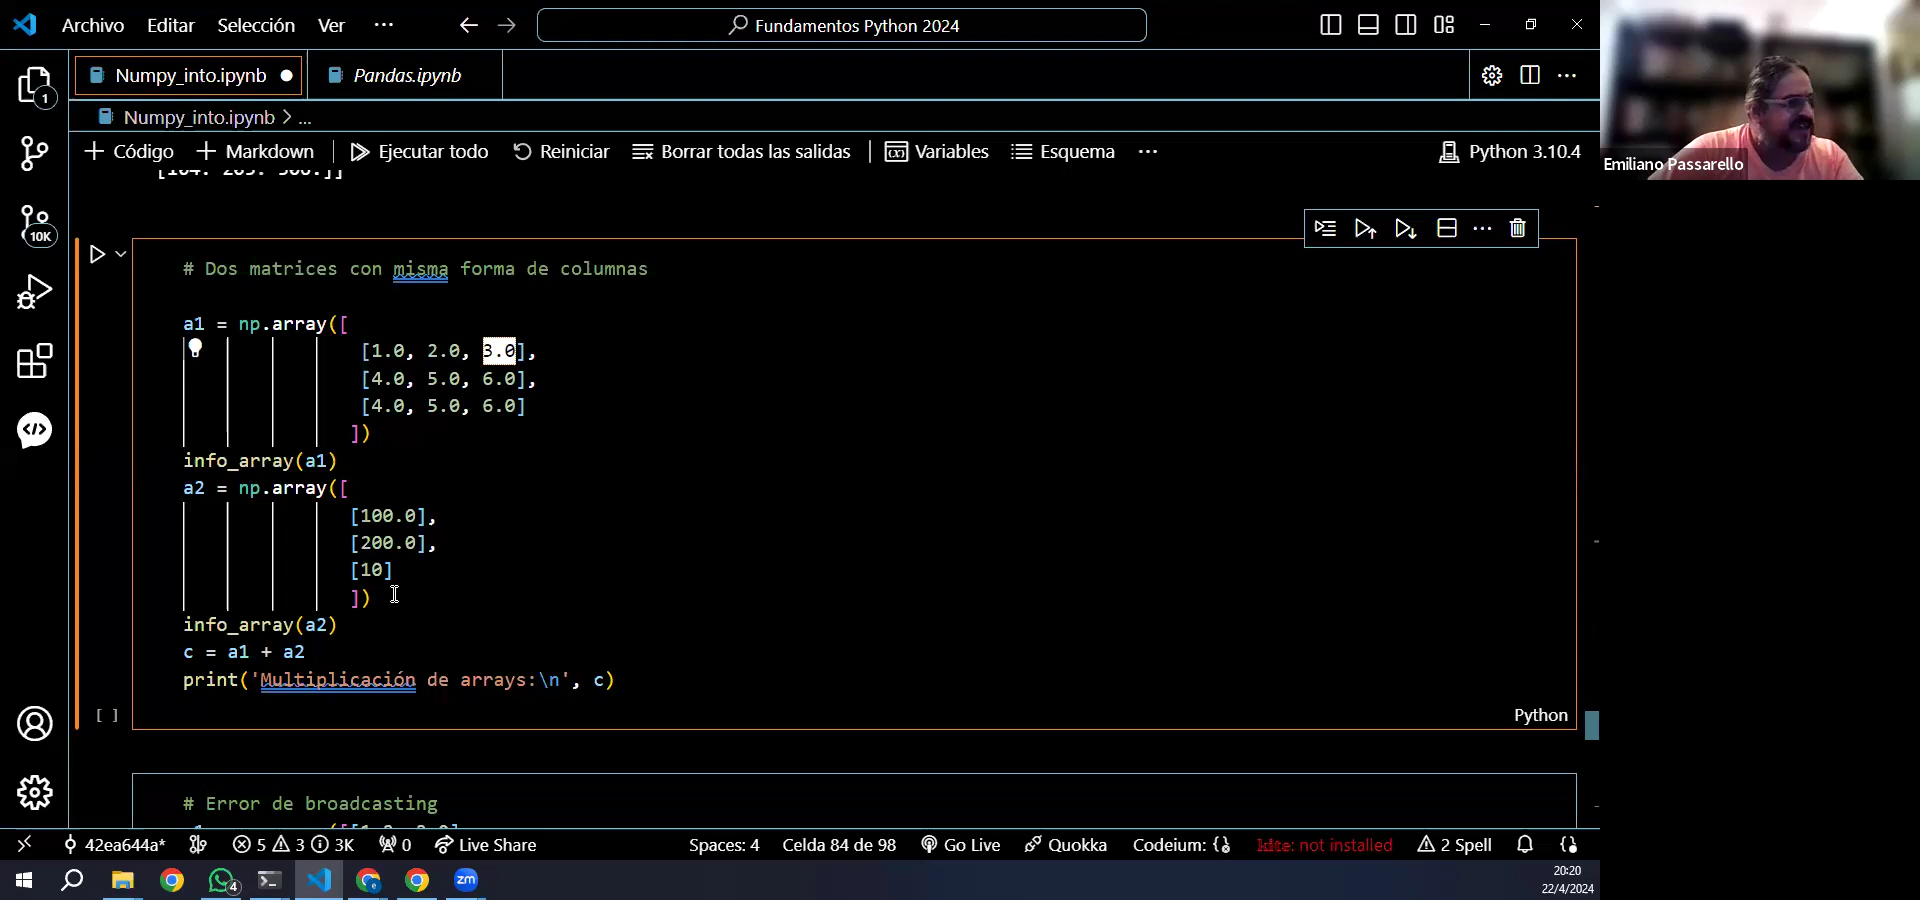 Archivo Editar Selección Ver ···
Fundamentos Python 2024
Numpy_into.ipynb
Pandas.ipynb
Numpy_into.ipynb > ...
+ Código + Markdown Ejecutar todo Reiniciar Borrar todas las salidas Variables Esquema ··· Python 3.10.4
Emiliano Passarello
1
10K
# Dos matrices con misma forma de columnas
a1 = np.array([
[1.0, 2.0, 3.0],
[4.0, 5.0, 6.0],
[4.0, 5.0, 6.0]
])
info_array(a1)
a2 = np.array([
[100.0],
[200.0],
[10]
])
info_array(a2)
c = a1 + a2
print('Multiplicación de arrays:\n', c)
[ ]
Python
# Error de broadcasting
42ea644a* 5 3 3K 0 Live Share Spaces: 4 Celda 84 de 98 Go Live Quokka Codeium: {} kite: not installed 2 Spell
4
zm
20:20
22/4/2024